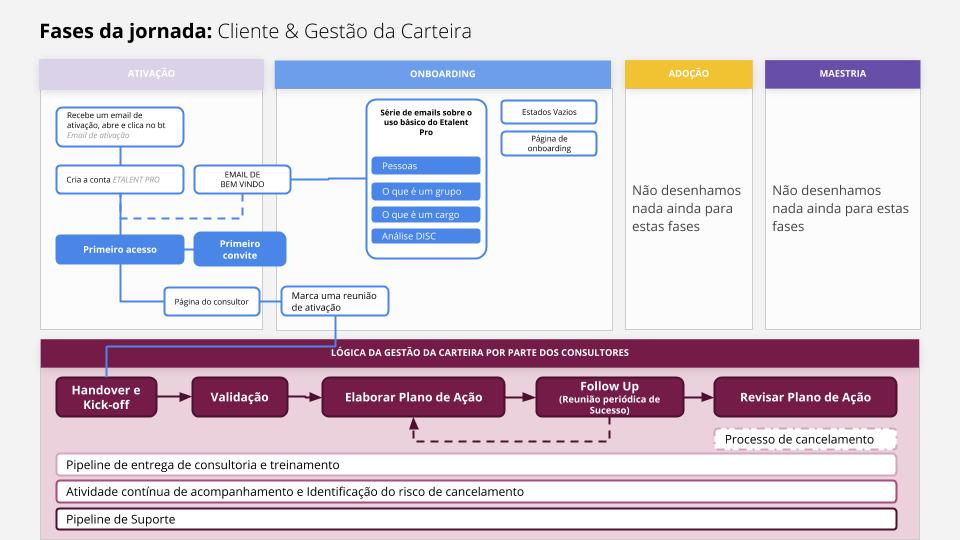 Fases da jornada: Cliente & Gestão da Carteira
ATIVAÇÃO
Recebe um email de
ativação, abre e clica no bt
Email de ativação
Cria a conta ETALENT PRO
EMAIL DE
BEM VINDO
Primeiro acesso
Primeiro
convite
Página do consultor
ONBOARDING
Série de emails sobre o
uso básico do Etalent
Pro
Pessoas
O que é um grupo
O que é um cargo
Análise DISC
Estados Vazios
Página de
onboarding
Marca uma reunião
de ativação
ADOÇÃO
Não desenhamos
nada ainda para
estas fases
MAESTRIA
Não desenhamos
nada ainda para estas
fases
LÓGICA DA GESTÃO DA CARTEIRA POR PARTE DOS CONSULTORES
Handover e
Kick-off
Validação
Elaborar Plano de Ação
Follow Up
(Reunião periódica de
Sucesso)
Revisar Plano de Ação
Processo de cancelamento
Pipeline de entrega de consultoria e treinamento
Atividade contínua de acompanhamento e Identificação do risco de cancelamento
Pipeline de Suporte